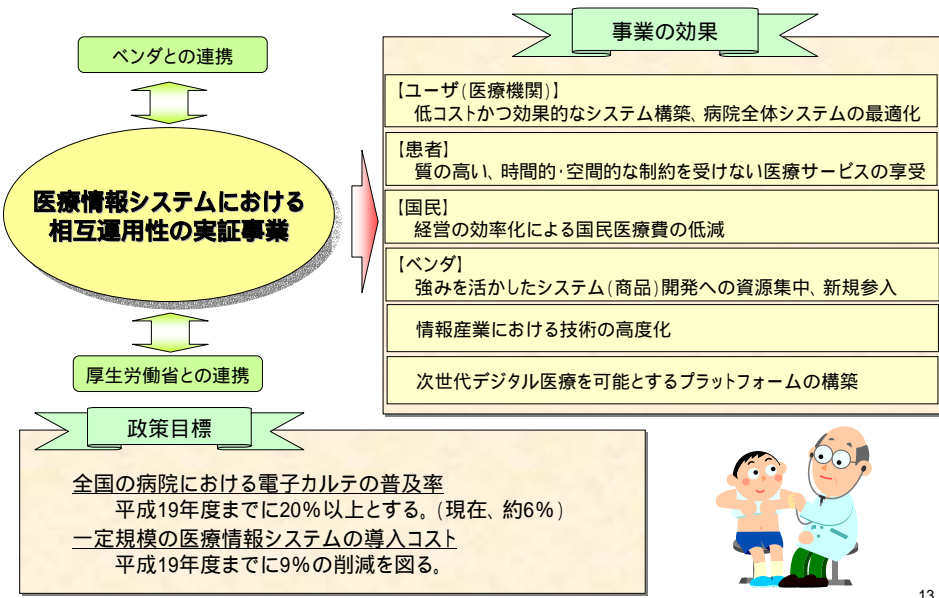 ベンダとの連携
医療情報システムにおける
相互運用性の実証事業
厚生労働省との連携
事業の効果
【ユーザ(医療機関)】
低コストかつ効果的なシステム構築、病院全体システムの最適化
【患者】
質の高い、時間的・空間的な制約を受けない医療サービスの享受
【国民】
経営の効率化による国民医療費の低減
【ベンダ】
強みを活かしたシステム(商品)開発への資源集中、新規参入
情報産業における技術の高度化
次世代デジタル医療を可能とするプラットフォームの構築
政策目標
全国の病院における電子カルテの普及率
平成19年度までに20%以上とする。(現在、約6%)
一定規模の医療情報システムの導入コスト
平成19年度までに9%の削減を図る。
13